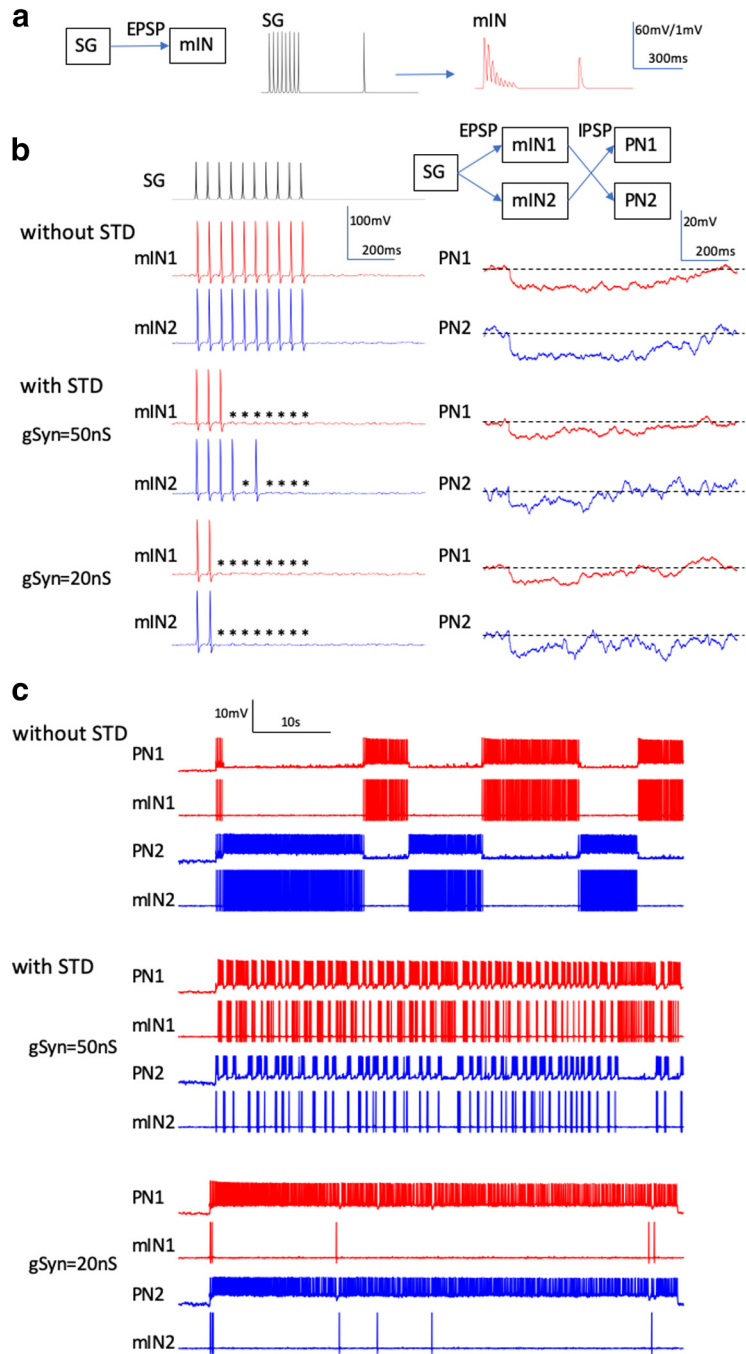 a
SG
EPSP
mIN
SG
mIN
60mV/1mV
300ms
b
SG
EPSP
mIN1
IPSP
PN1
SG
mIN2
PN2
without STD
100mV
200ms
20mV
200ms
mIN1
PN1
mIN2
PN2
with STD
gSyn=50nS
mIN1
*******
PN1
mIN2
* ****
PN2
gSyn=20nS
mIN1
********
PN1
mIN2
********
PN2
c
without STD
10mV
10s
PN1
mIN1
PN2
mIN2
with STD
gSyn=50nS
PN1
mIN1
PN2
mIN2
gSyn=20nS
PN1
mIN1
PN2
mIN2